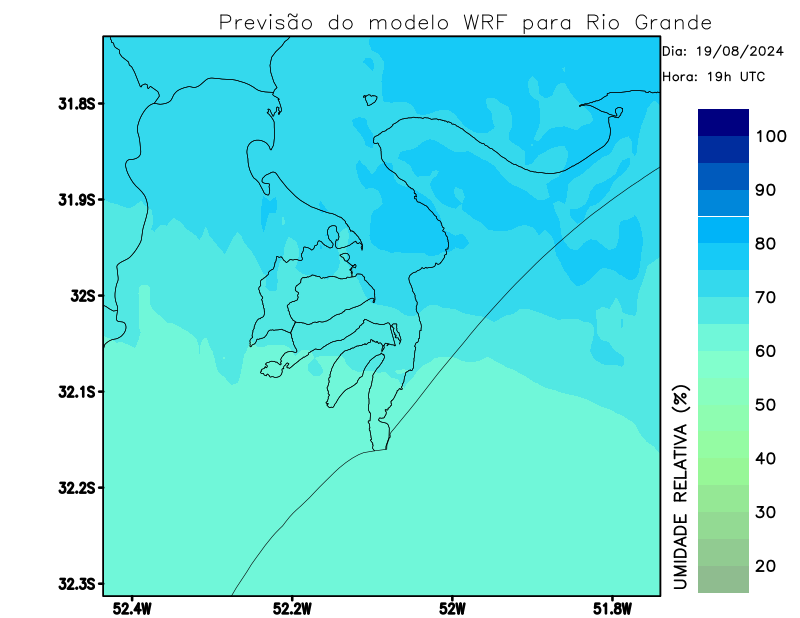 Previsão do modelo WRF para Rio Grande
Dia: 19/08/2024
Hora: 19h UTC
31.8S
31.9S
32S
32.1S
32.2S
32.3S
52.4W
52.2W
52W
51.8W
UMIDADE RELATIVA (%)
100
90
80
70
60
50
40
30
20